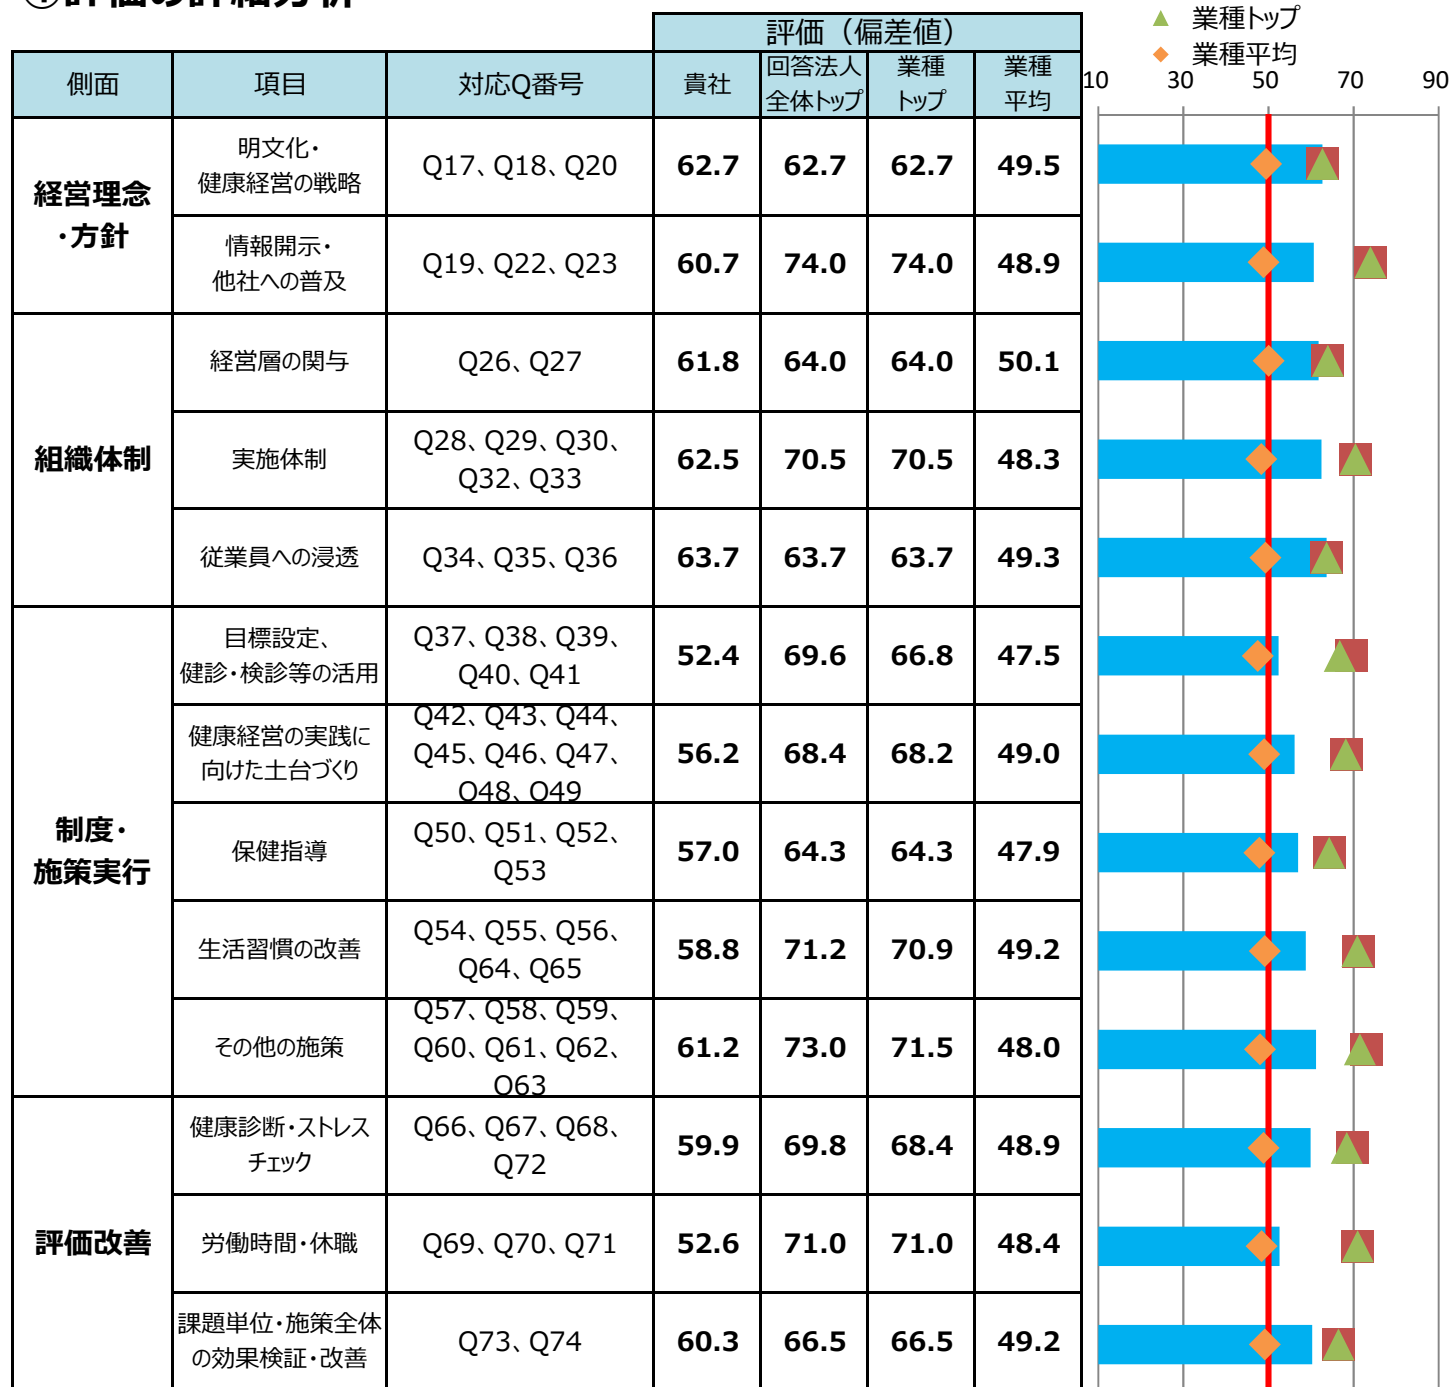 ①評価の詳細分析
▲ 業種トップ
◆ 業種平均
評価（偏差値）
側面 項目 対応Q番号 貴社 回答法人全体トップ 業種トップ 業種平均
10 30 50 70 90
経営理念・方針
明文化・健康経営の戦略 Q17、Q18、Q20 62.7 62.7 62.7 49.5
情報開示・他社への普及 Q19、Q22、Q23 60.7 74.0 74.0 48.9
組織体制
経営層の関与 Q26、Q27 61.8 64.0 64.0 50.1
実施体制 Q28、Q29、Q30、Q32、Q33 62.5 70.5 70.5 48.3
従業員への浸透 Q34、Q35、Q36 63.7 63.7 63.7 49.3
制度・施策実行
目標設定、健診・検診等の活用 Q37、Q38、Q39、Q40、Q41 52.4 69.6 66.8 47.5
健康経営の実践に向けた土台づくり Q42、Q43、Q44、Q45、Q46、Q47、Q48、Q49 56.2 68.4 68.2 49.0
保健指導 Q50、Q51、Q52、Q53 57.0 64.3 64.3 47.9
生活習慣の改善 Q54、Q55、Q56、Q64、Q65 58.8 71.2 70.9 49.2
その他の施策 Q57、Q58、Q59、Q60、Q61、Q62、Q63 61.2 73.0 71.5 48.0
評価改善
健康診断・ストレスチェック Q66、Q67、Q68、Q72 59.9 69.8 68.4 48.9
労働時間・休職 Q69、Q70、Q71 52.6 71.0 71.0 48.4
課題単位・施策全体の効果検証・改善 Q73、Q74 60.3 66.5 66.5 49.2